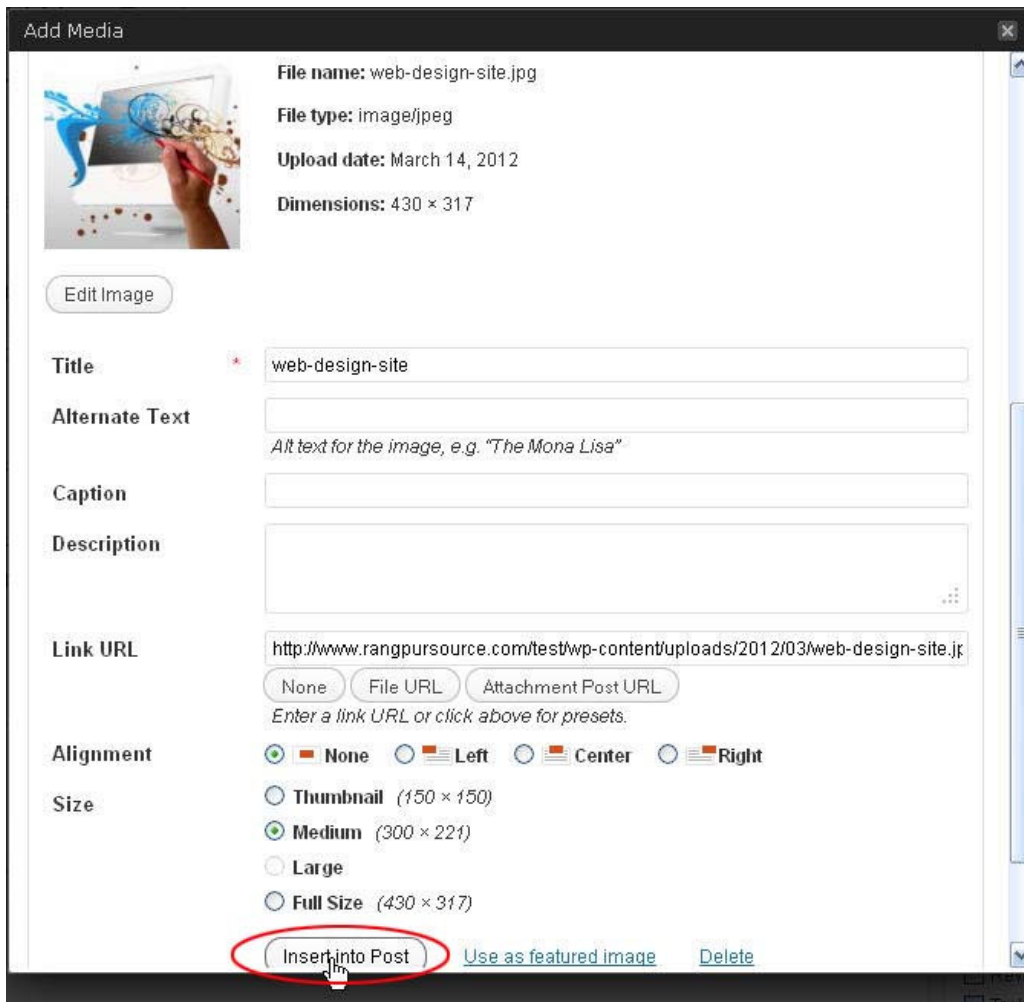 Add Media
File name: web-design-site.jpg
File type: image/jpeg
Upload date: March 14, 2012
Dimensions: 430 × 317
Edit Image
Title * web-design-site
Alternate Text
Alt text for the image, e.g. "The Mona Lisa"
Caption
Description
Link URL http://www.rangpursource.com/test/wp-content/uploads/2012/03/web-design-site.jp
None File URL Attachment Post URL
Enter a link URL or click above for presets.
Alignment None Left Center Right
Size Thumbnail (150 × 150)
Medium (300 × 221)
Large
Full Size (430 × 317)
Insert into Post Use as featured image Delete